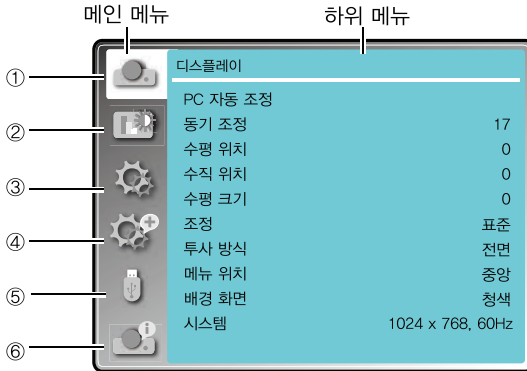 메인 메뉴 하위 메뉴
① 디스플레이
PC 자동 조정
② 동기 조정 17
수평 위치 0
③ 수직 위치 0
수평 크기 0
④ 조정 표준
투사 방식 전면
⑤ 메뉴 위치 중앙
배경 화면 청색
⑥ 시스템 1024 x 768, 60Hz